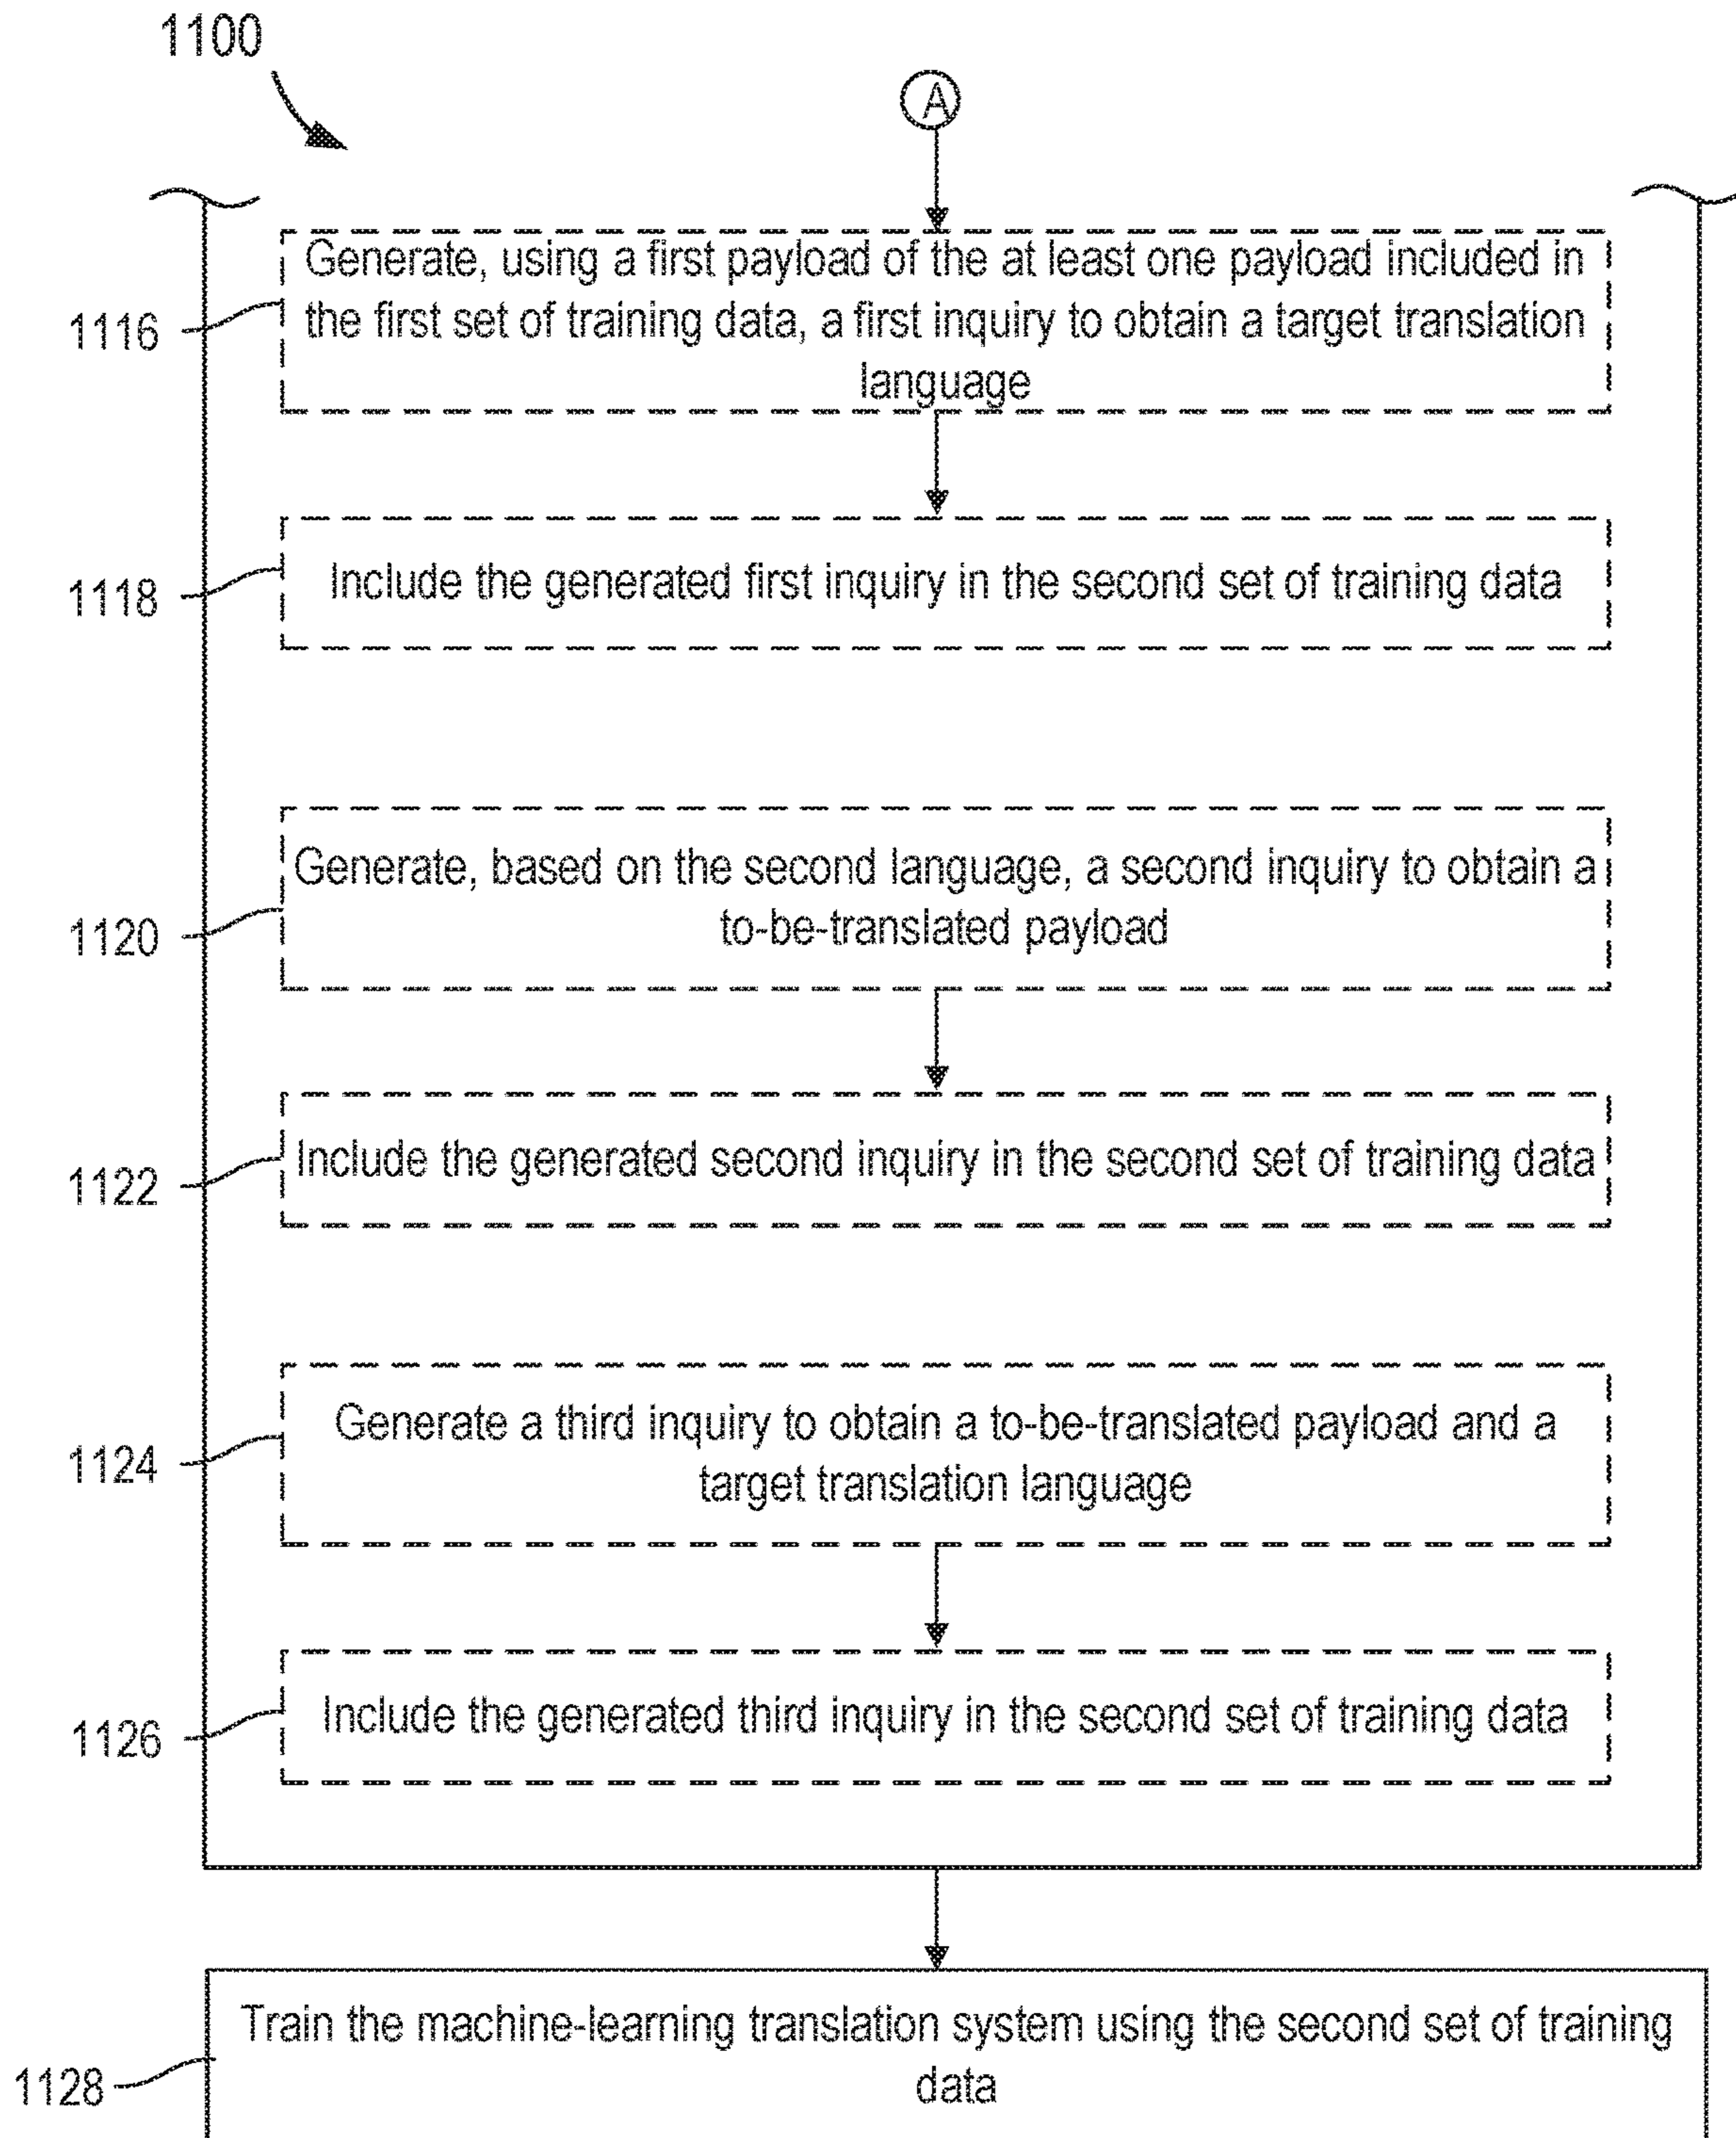 1100
A
Generate, using a first payload of the at least one payload included in
1116
the first set of training data, a first inquiry to obtain a target translation
language
1118
Include the generated first inquiry in the second set of training data
Generate, based on the second language, a second inquiry to obtain a
1120
to-be-translated payload
1122
Include the generated second inquiry in the second set of training data
Generate a third inquiry to obtain a to-be-translated payload and a
1124
target translation language
1126
Include the generated third inquiry in the second set of training data
Train the machine-learning translation system using the second set of training
1128
data